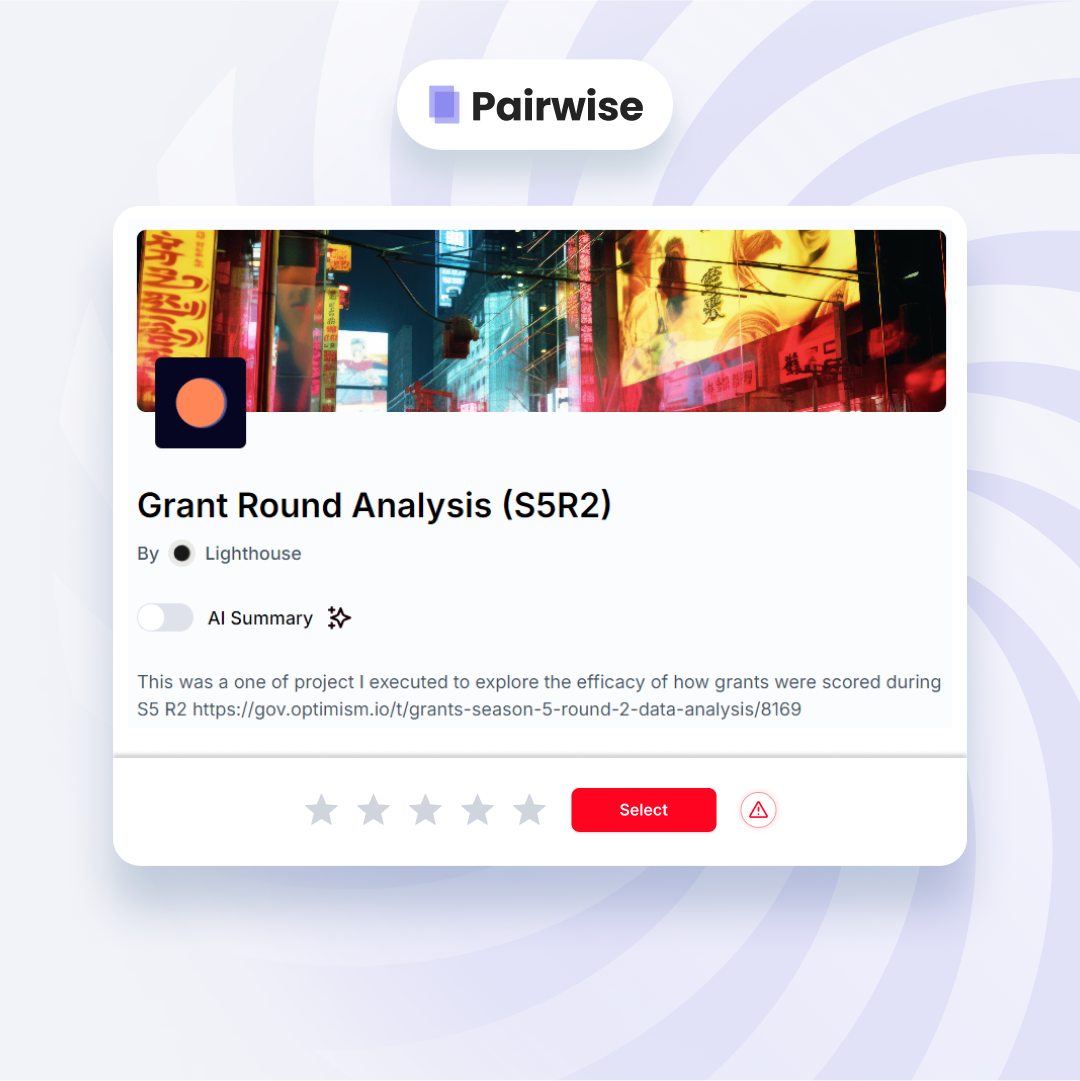 Pairwise
Grant Round Analysis (S5R2)
By Lighthouse
AI Summary
This was a one of project I executed to explore the efficacy of how grants were scored during
S5 R2 https://gov.optimism.io/t/grants-season-5-round-2-data-analysis/8169
Select